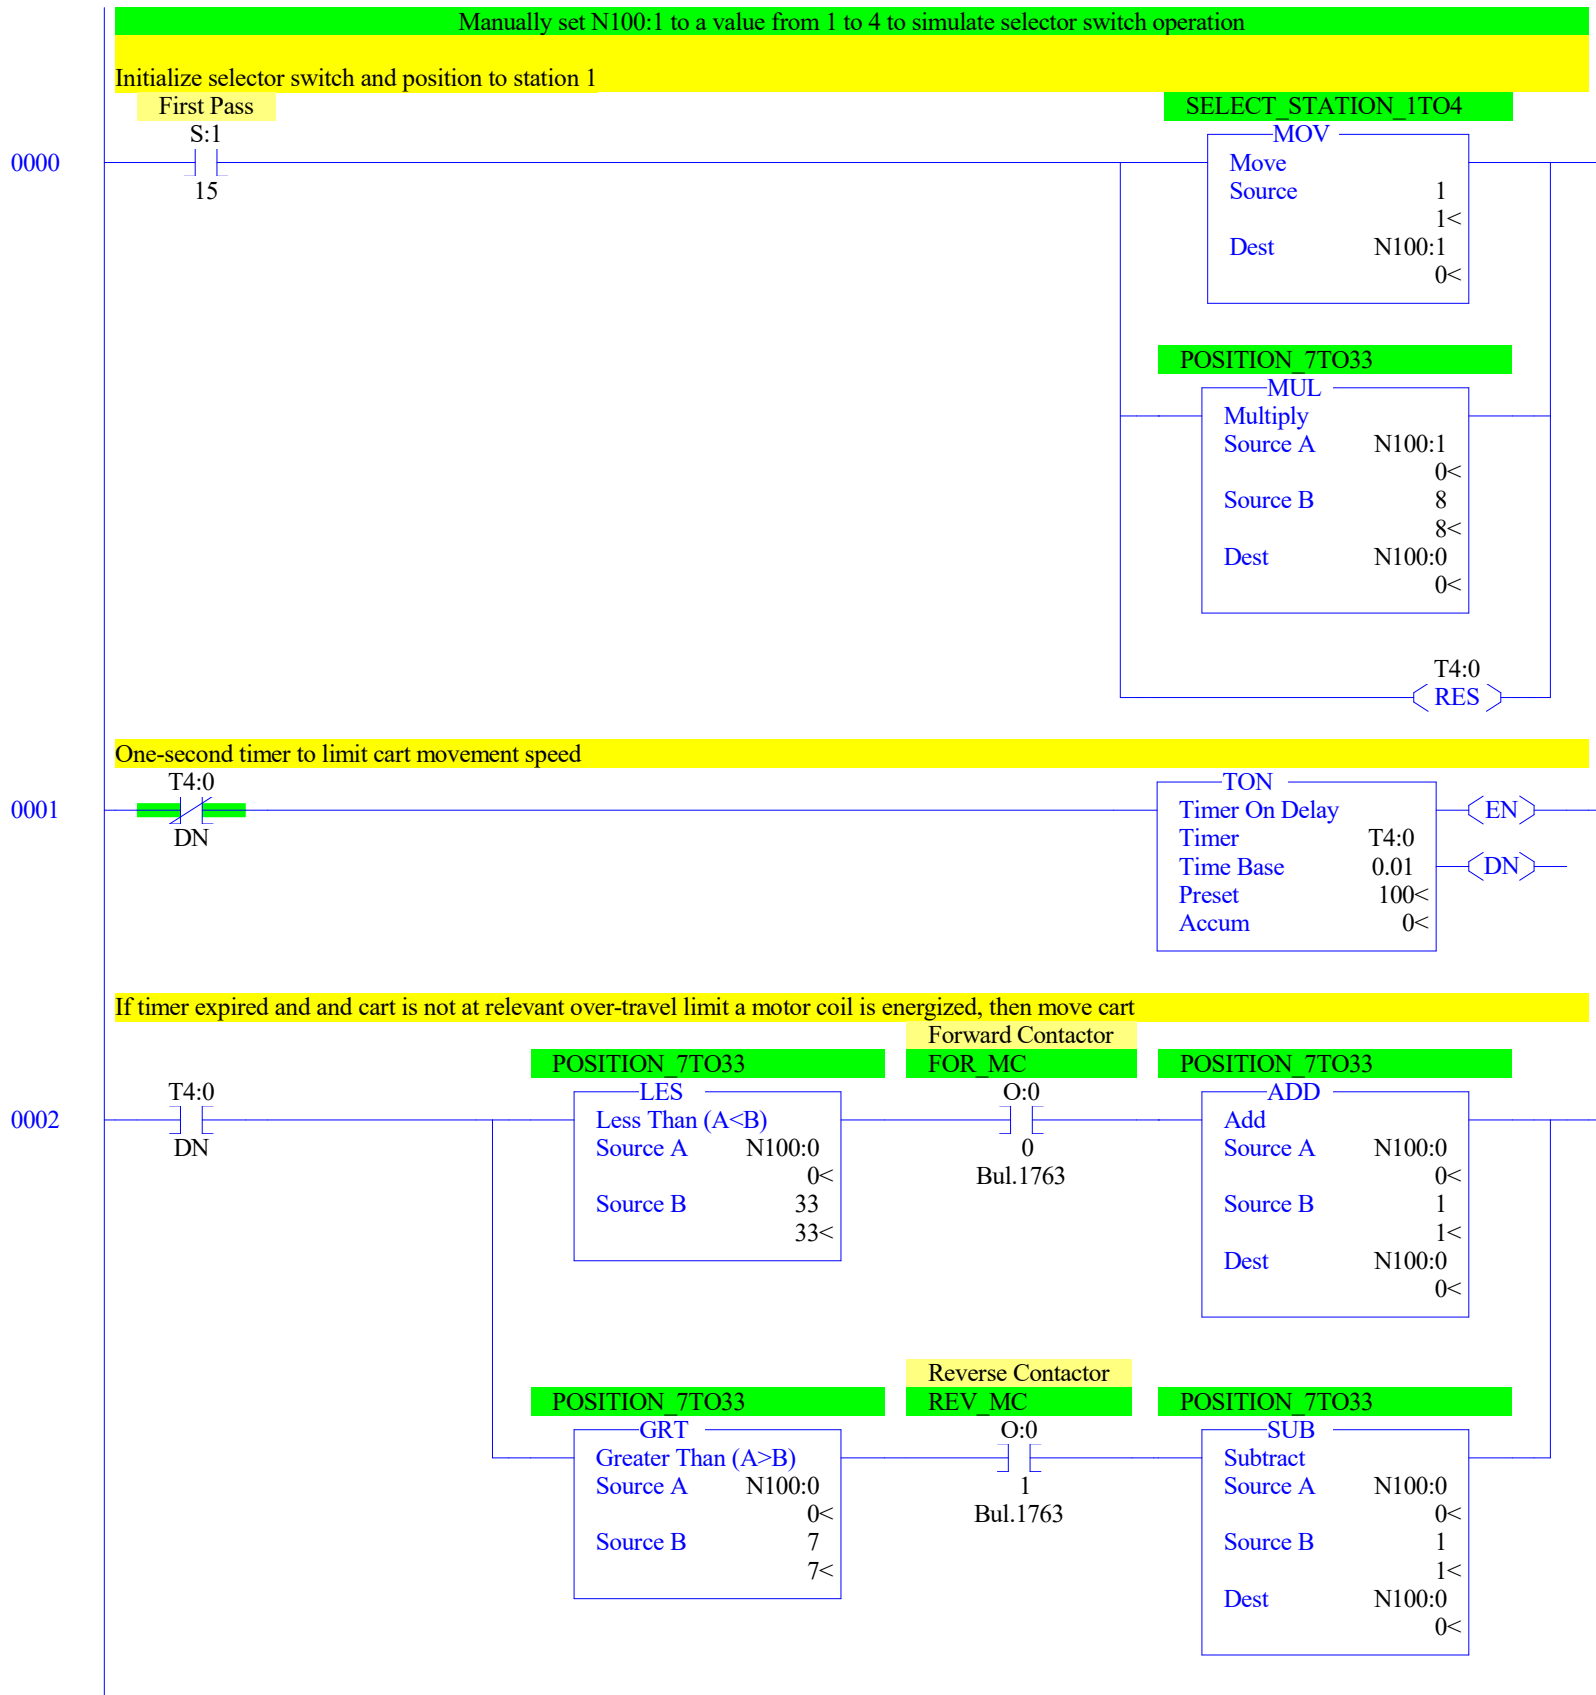 Manually set N100:1 to a value from 1 to 4 to simulate selector switch operation
Initialize selector switch and position to station 1
First Pass
S:1
15
0000
SELECT_STATION_1TO4
MOV
Move
Source 1
1<
Dest N100:1
0<
POSITION_7TO33
MUL
Multiply
Source A N100:1
0<
Source B 8
8<
Dest N100:0
0<
T4:0
RES
One-second timer to limit cart movement speed
T4:0
DN
0001
TON
Timer On Delay
Timer T4:0
Time Base 0.01
Preset 100<
Accum 0<
EN
DN
If timer expired and and cart is not at relevant over-travel limit a motor coil is energized, then move cart
0002
T4:0
DN
POSITION_7TO33
LES
Less Than (A<B)
Source A N100:0
0<
Source B 33
33<
Forward Contactor
FOR_MC
O:0
0
Bul.1763
POSITION_7TO33
ADD
Add
Source A N100:0
0<
Source B 1
1<
Dest N100:0
0<
POSITION_7TO33
GRT
Greater Than (A>B)
Source A N100:0
0<
Source B 7
7<
Reverse Contactor
REV_MC
O:0
1
Bul.1763
POSITION_7TO33
SUB
Subtract
Source A N100:0
0<
Source B 1
1<
Dest N100:0
0<